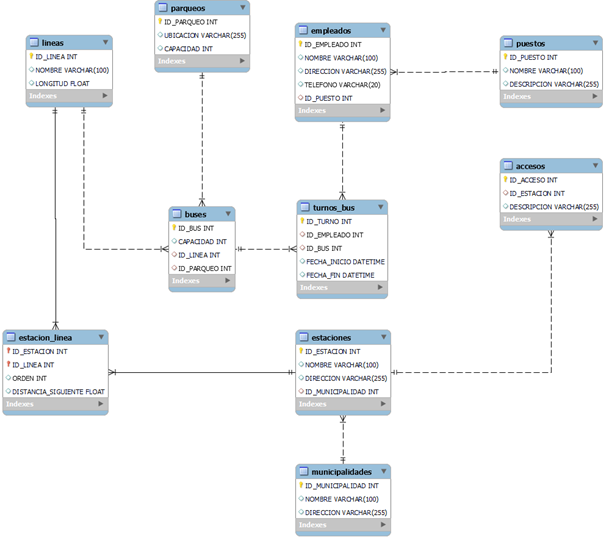 parqueos
ID_PARQUEO INT
UBICACION VARCHAR(255)
CAPACIDAD INT
Indexes
empleados
ID_EMPLEADO INT
NOMBRE VARCHAR(100)
DIRECCION VARCHAR(255)
TELEFONO VARCHAR(20)
ID_PUESTO INT
Indexes
puestos
ID_PUESTO INT
NOMBRE VARCHAR(100)
DESCRIPCION VARCHAR(255)
Indexes
lineas
ID_LINEA INT
NOMBRE VARCHAR(100)
LONGITUD FLOAT
Indexes
accesos
ID_ACCESO INT
ID_ESTACION INT
DESCRIPCION VARCHAR(255)
Indexes
buses
ID_BUS INT
CAPACIDAD INT
ID_LINEA INT
ID_PARQUEO INT
Indexes
turnos_bus
ID_TURNO INT
ID_EMPLEADO INT
ID_BUS INT
FECHA_INICIO DATETIME
FECHA_FIN DATETIME
Indexes
estacion_linea
ID_ESTACION INT
ID_LINEA INT
ORDEN INT
DISTANCIA_SIGUIENTE FLOAT
Indexes
estaciones
ID_ESTACION INT
NOMBRE VARCHAR(100)
DIRECCION VARCHAR(255)
ID_MUNICIPALIDAD INT
Indexes
municipalidades
ID_MUNICIPALIDAD INT
NOMBRE VARCHAR(100)
DIRECCION VARCHAR(255)
Indexes